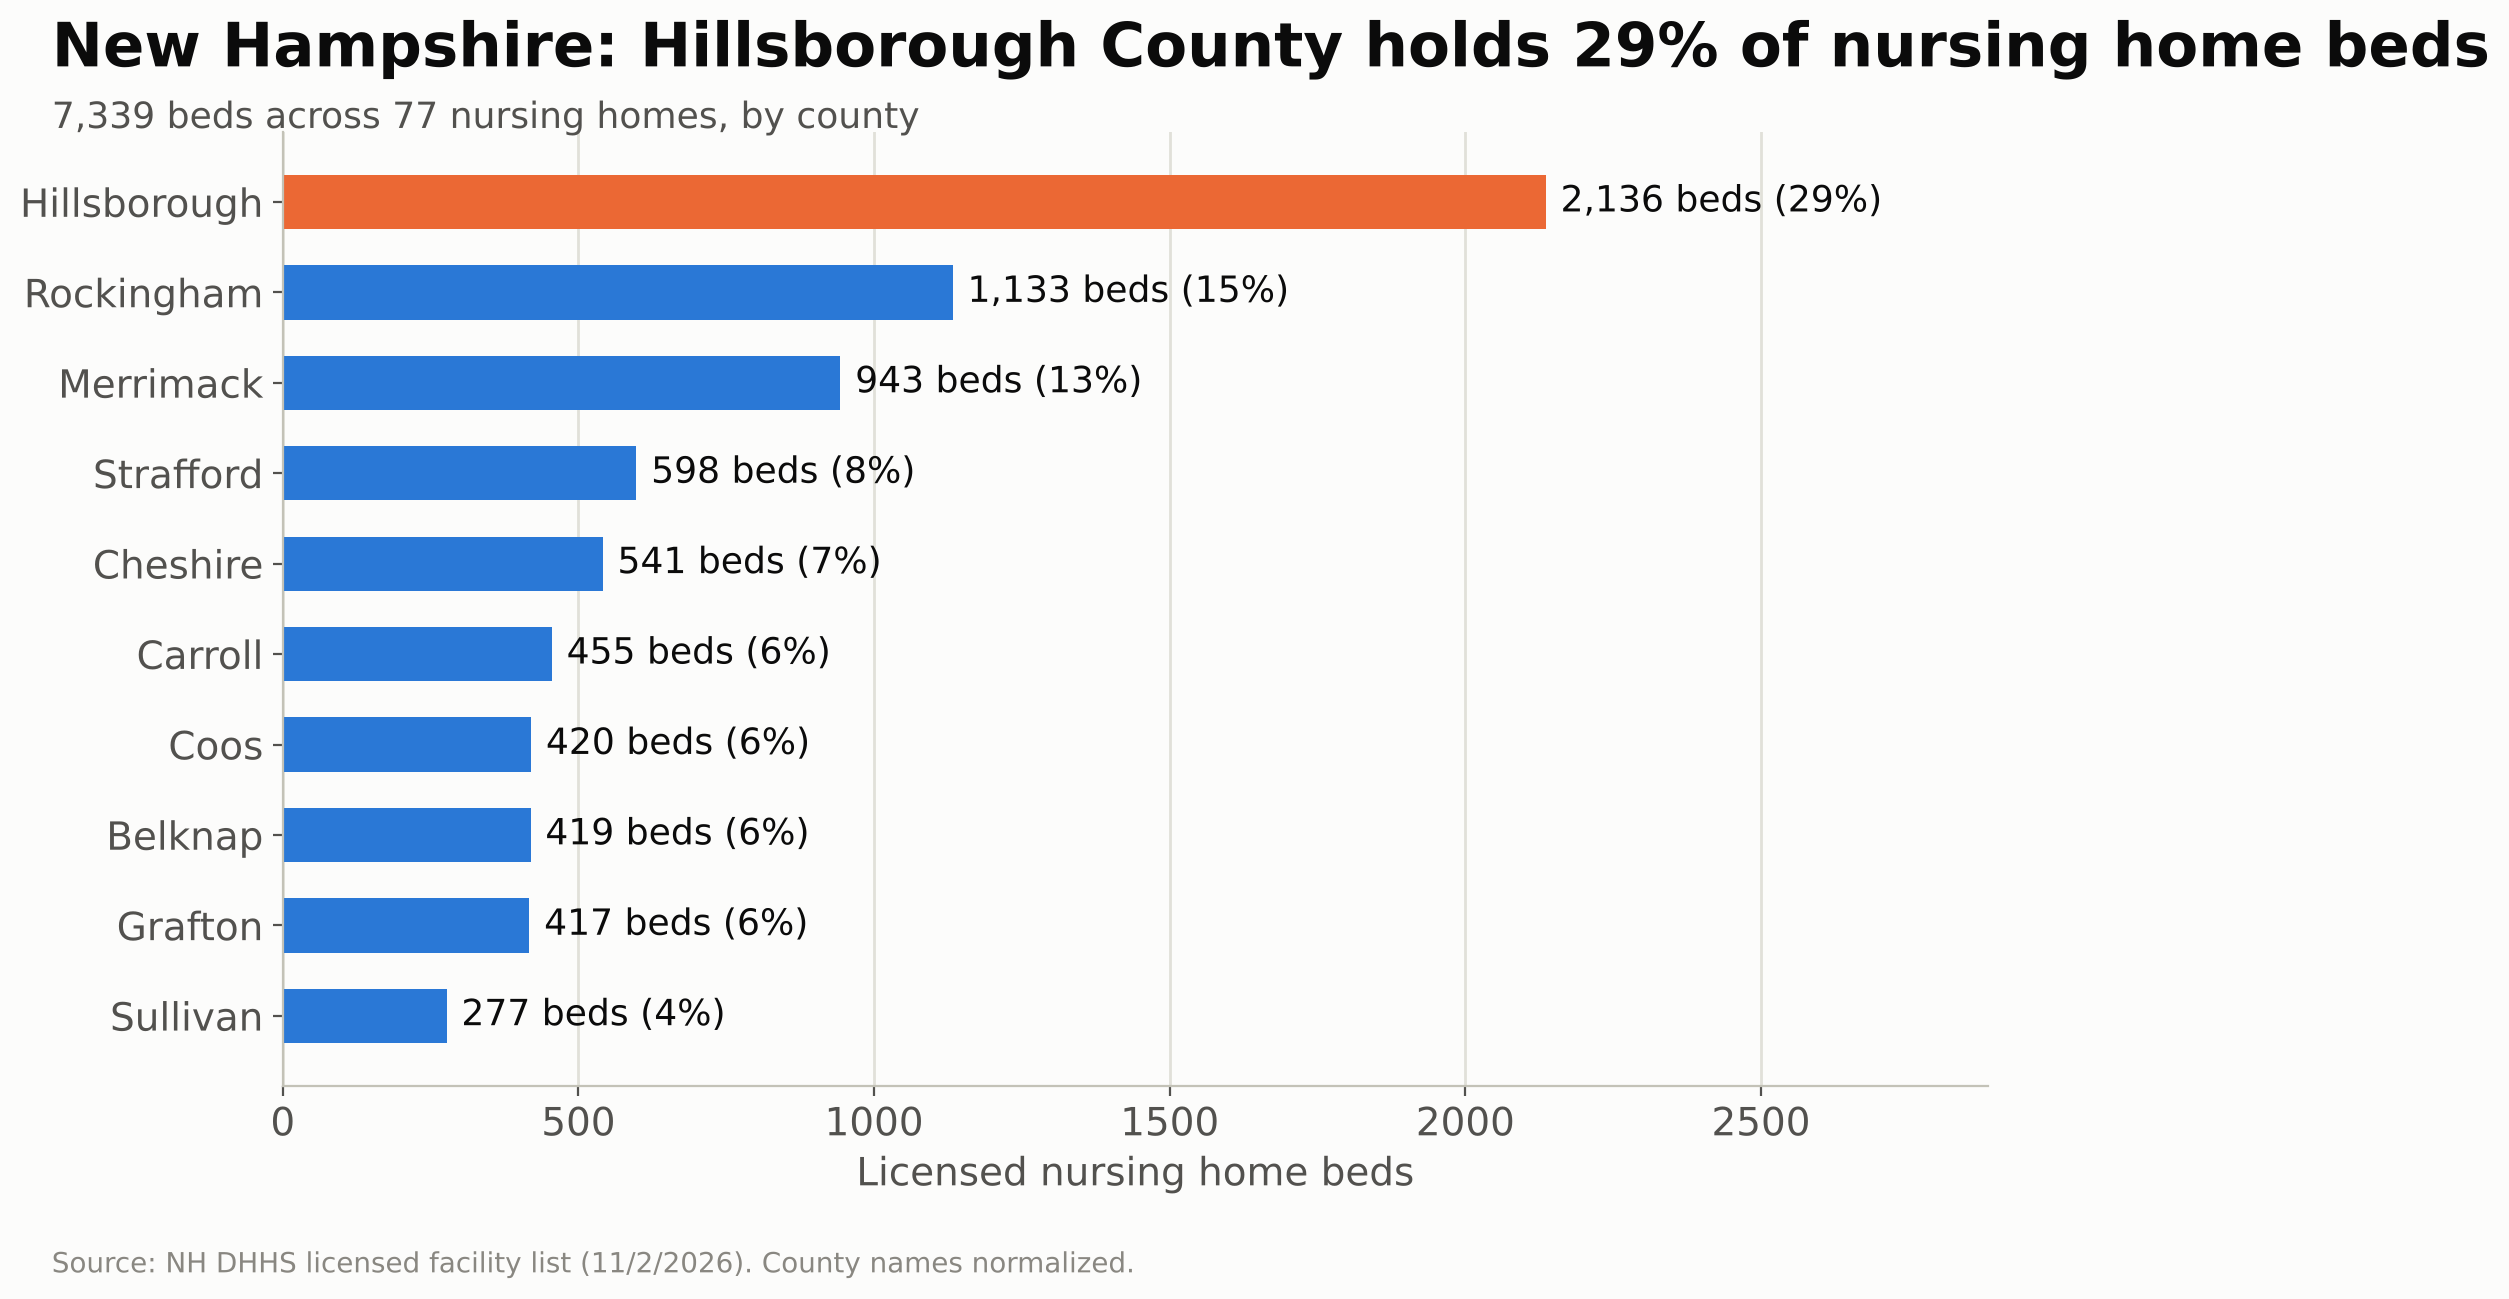 New Hampshire: Hillsborough County holds 29% of nursing home beds
7,339 beds across 77 nursing homes, by county
Hillsborough 2,136 beds (29%)
Rockingham 1,133 beds (15%)
Merrimack 943 beds (13%)
Strafford 598 beds (8%)
Cheshire 541 beds (7%)
Carroll 455 beds (6%)
Coos 420 beds (6%)
Belknap 419 beds (6%)
Grafton 417 beds (6%)
Sullivan 277 beds (4%)
0 500 1000 1500 2000 2500
Licensed nursing home beds
Source: NH DHHS licensed facility list (11/2/2026). County names normalized.